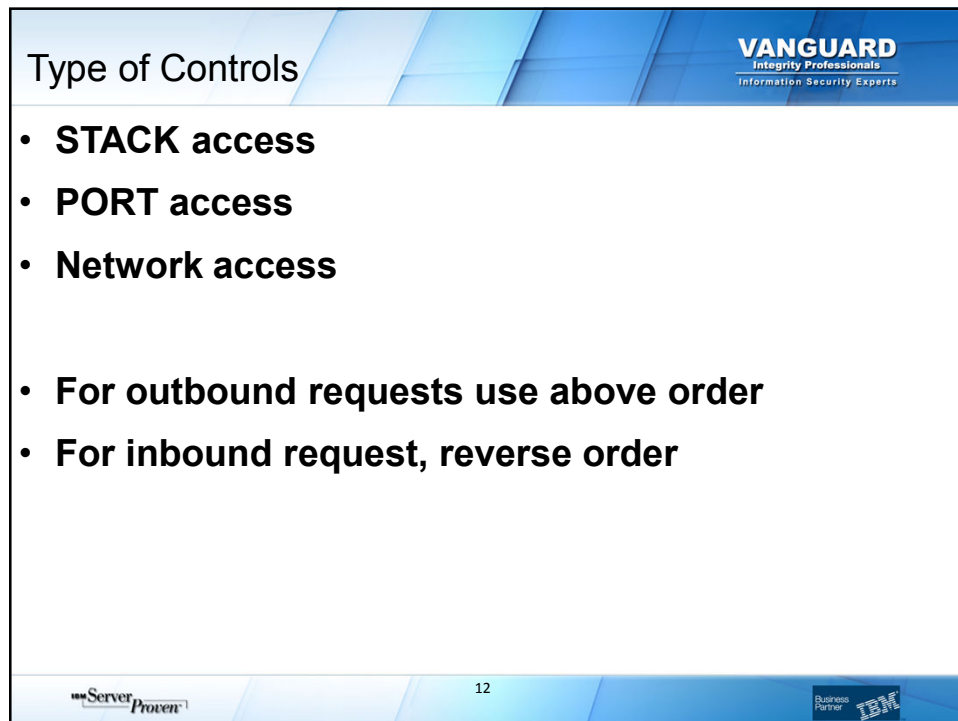 Type of Controls
VANGUARD
Integrity Professionals
Information Security Experts
• STACK access
• PORT access
• Network access
• For outbound requests use above order
• For inbound request, reverse order
IBM Server Proven
12
Business
Partner
IBM